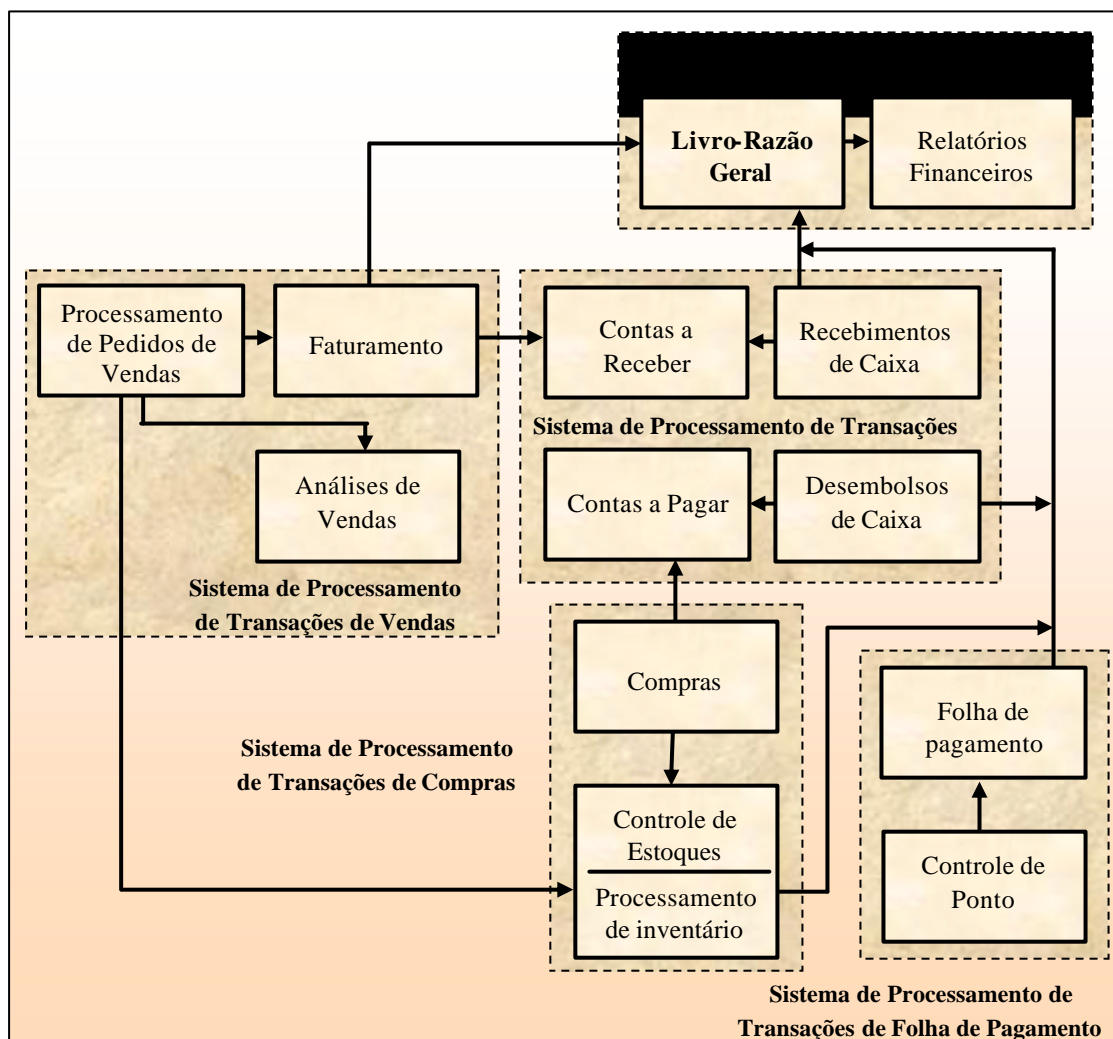 Livro-Razão
Geral
Relatórios
Financeiros
Processamento
de Pedidos de
Vendas
Faturamento
Contas a
Receber
Recebimentos
de Caixa
Sistema de Processamento de Transações
Análises de
Vendas
Contas a Pagar
Desembolsos
de Caixa
Sistema de Processamento
de Transações de Vendas
Compras
Sistema de Processamento
de Transações de Compras
Folha de
pagamento
Controle de
Estoques
Processamento
de inventário
Controle de
Ponto
Sistema de Processamento de
Transações de Folha de Pagamento